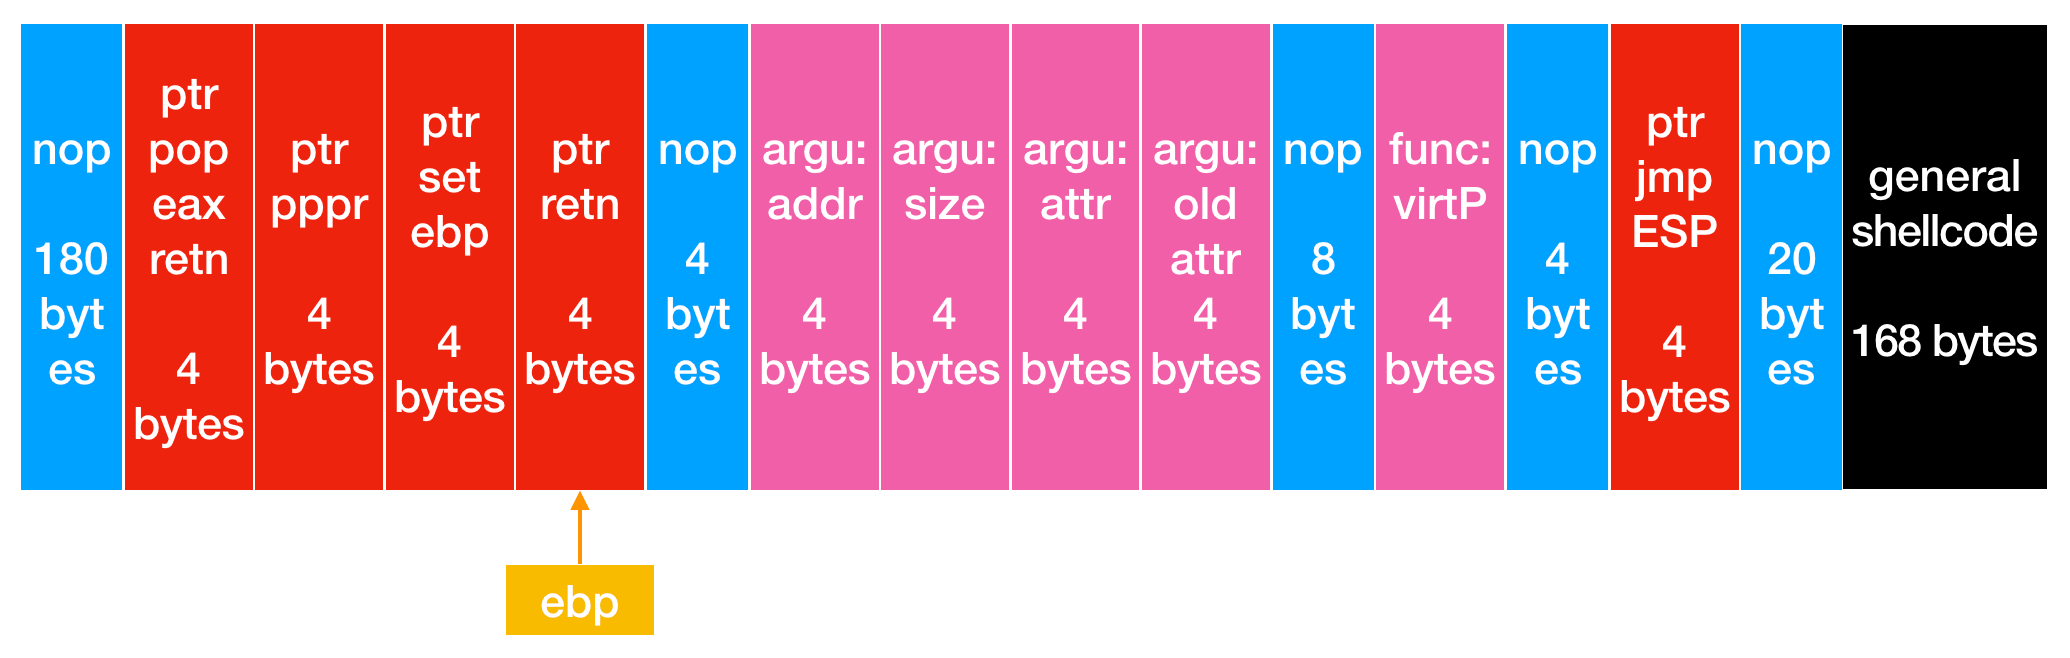 nop
180
byt
es
ptr
pop
eax
retn
4
bytes
ptr
pppr
4
bytes
ptr
set
ebp
4
bytes
ptr
retn
4
bytes
nop
4
byt
es
argu:
addr
4
bytes
argu:
size
4
bytes
argu:
attr
4
bytes
argu:
old
attr
4
bytes
nop
8
byt
es
func:
virtP
4
bytes
nop
4
byt
es
ptr
jmp
ESP
4
bytes
nop
20
byt
es
general
shellcode
168 bytes
ebp